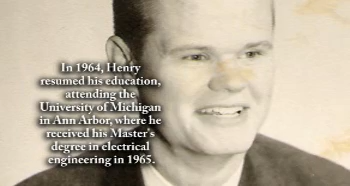 In 1964, Henry
resumed his education,
attending the
University of Michigan
in Ann Arbor, where he
received his Master's
degree in electrical
engineering in 1965.